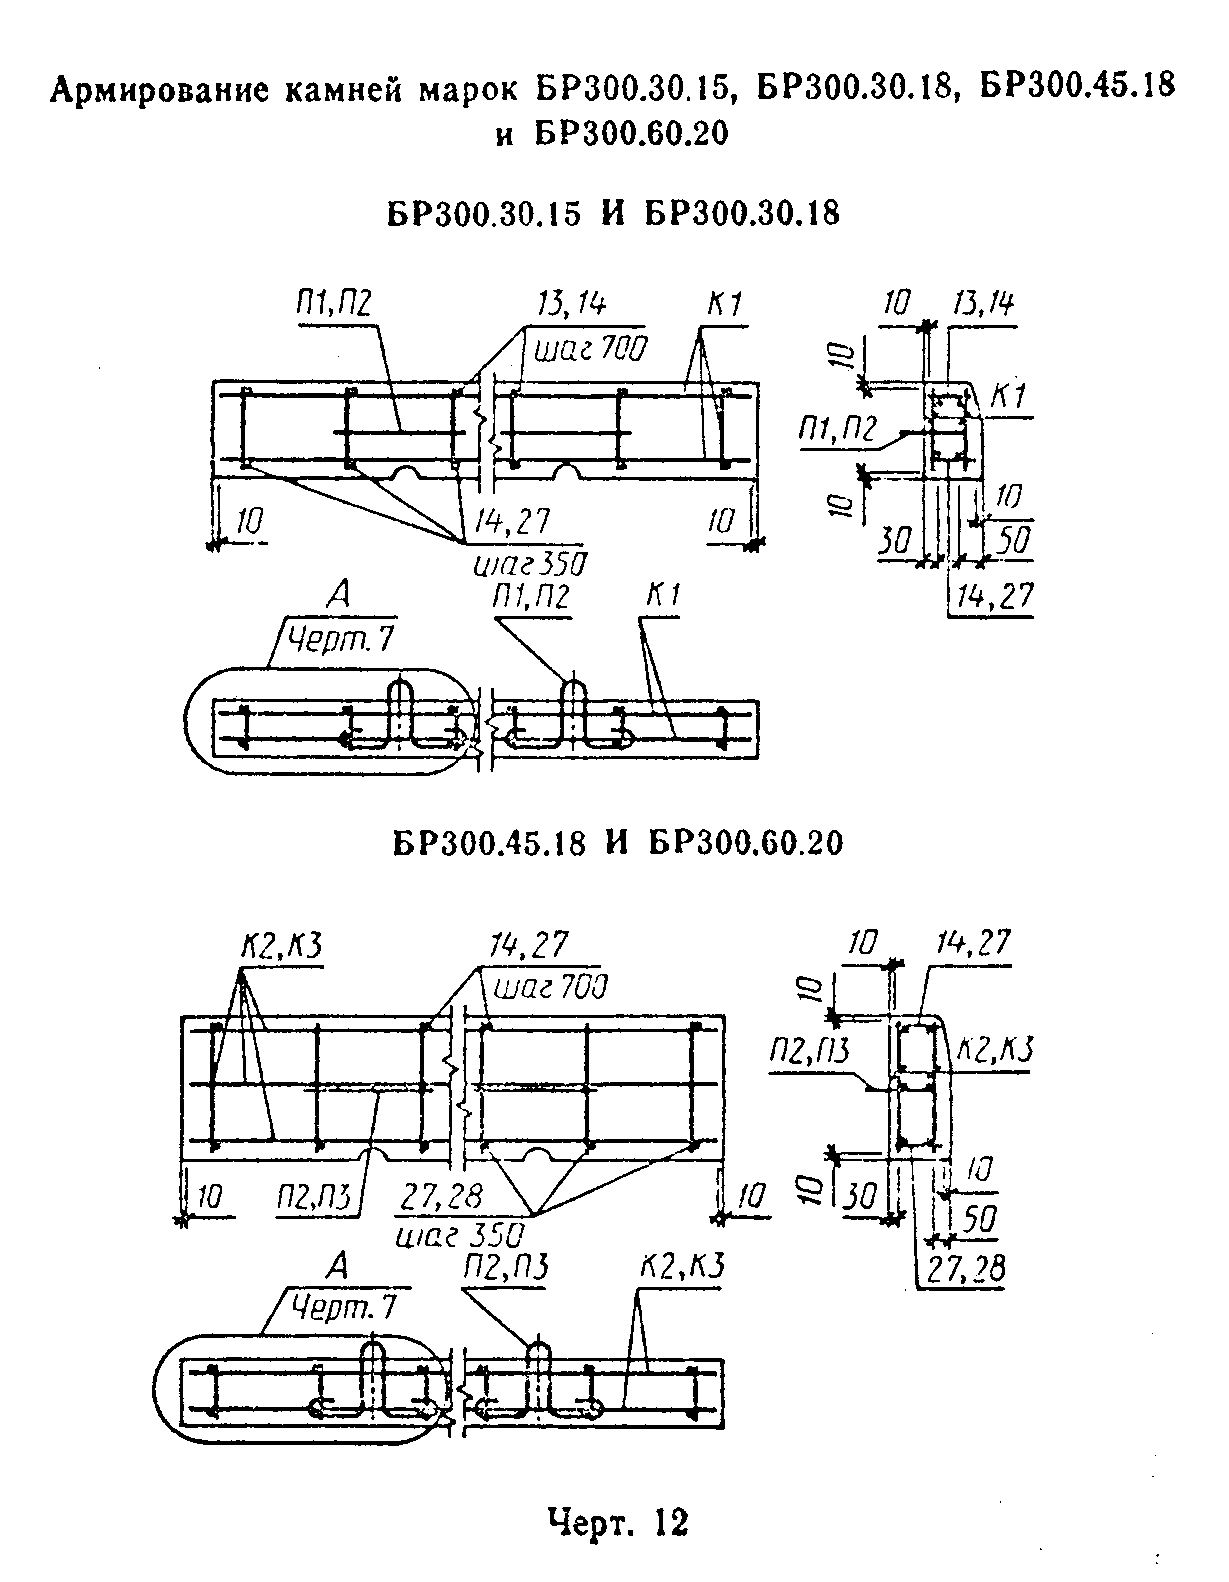 Армирование камней марок БР300.30.15, БР300.30.18, БР300.45.18
и БР300.60.20
БР300.30.15 И БР300.30.18
П1,П2
13,14
шаг 700
К1
10
13,14
10
К1
П1,П2
10
10
30
50
14,27
10
14,27
шаг 350
10
А
Черт. 7
П1,П2
К1
БР300.45.18 И БР300.60.20
К2,К3
14,27
шаг 700
10
14,27
10
П2,П3
К2,К3
10
10
30
50
27,28
10
П2,П3
27,28
шаг 350
10
А
Черт. 7
П2,П3
К2,К3
Черт. 12